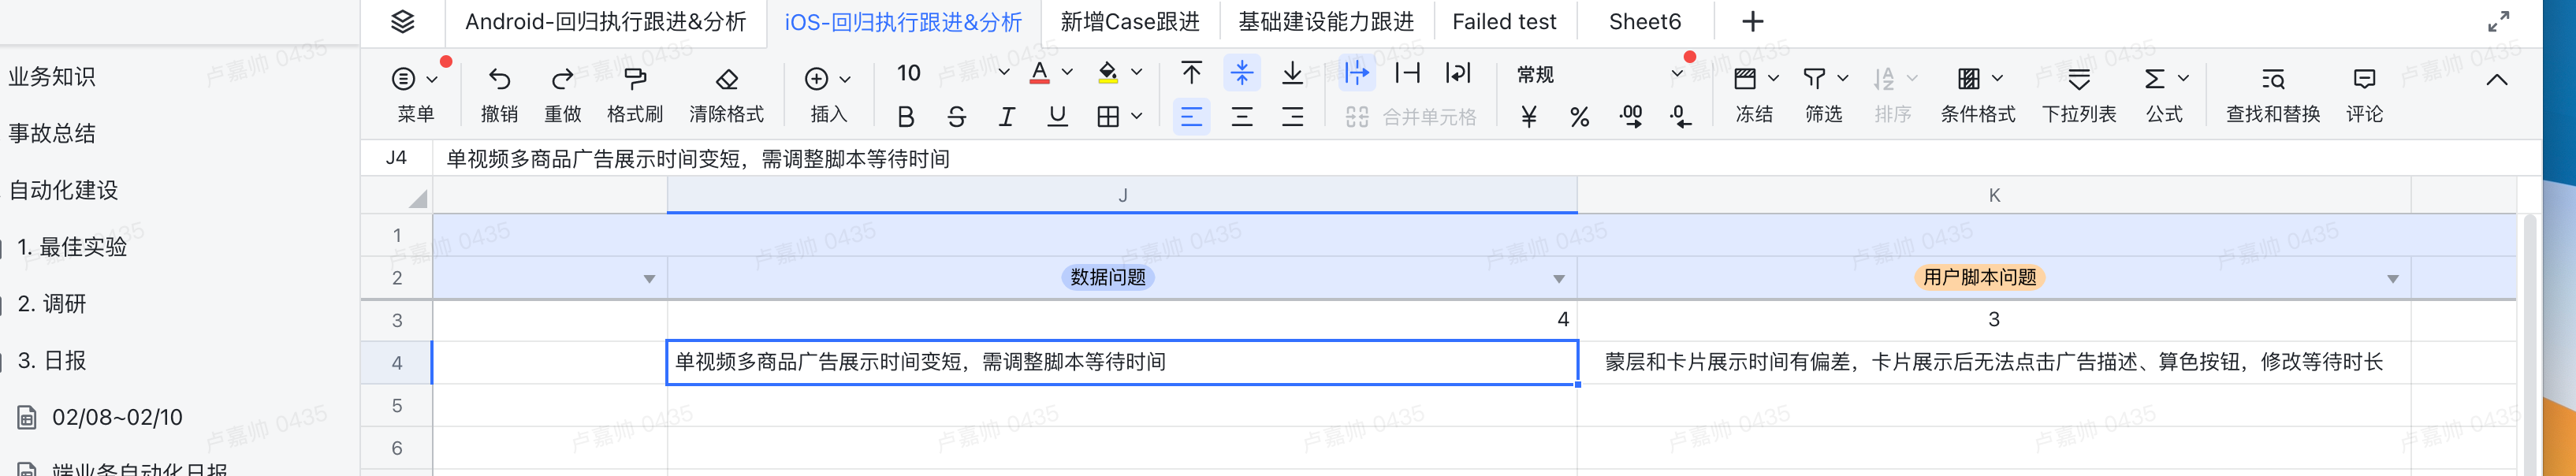 Android-回归执行跟进&分析 iOS-回归执行跟进&分析 新增Case跟进 基础建设能力跟进 Failed test Sheet6
业务知识
事故总结
自动化建设
1. 最佳实验
2. 调研
3. 日报
02/08~02/10
端业务自动化日报
菜单 撤销 重做 格式刷 清除格式 插入
10 A
B S I U
合并单元格
常规
¥ % .00 .0
冻结 筛选 排序 条件格式 下拉列表 公式 查找和替换 评论
J4 单视频多商品广告展示时间变短，需调整脚本等待时间
J K
1
2 数据问题 用户脚本问题
3 4 3
4 单视频多商品广告展示时间变短，需调整脚本等待时间 蒙层和卡片展示时间有偏差，卡片展示后无法点击广告描述、算色按钮，修改等待时长
5
6
卢嘉帅 0435